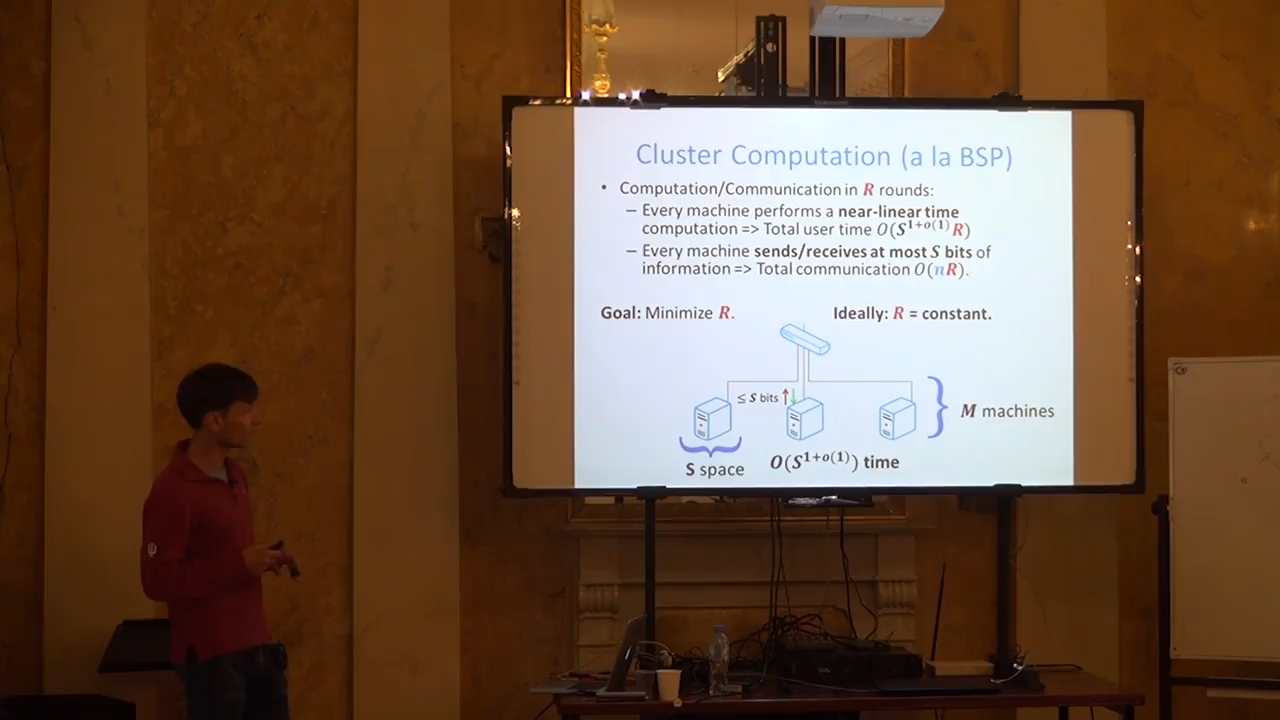 Cluster Computation (a la BSP)
• Computation/Communication in R rounds:
– Every machine performs a near-linear time
computation => Total user time O(S^{1+o(1)}R)
– Every machine sends/receives at most S bits of
information => Total communication O(nR).
Goal: Minimize R. Ideally: R = constant.
≤ S bits
M machines
S space O(S^{1+o(1)}) time